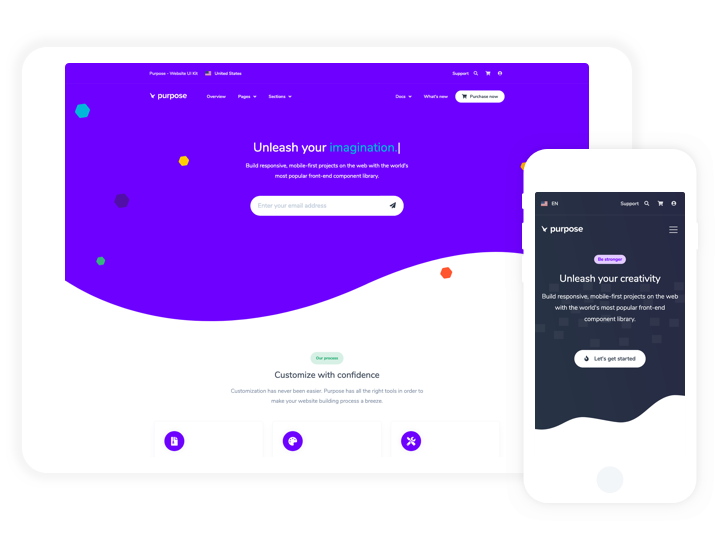 Purpose - Website UI Kit United States Support
purpose Overview Pages Sections Docs What's new Purchase now
Unleash your imagination.
Build responsive, mobile-first projects on the web with the world's
most popular front-end component library.
Enter your email address
Our process
Customize with confidence
Customization has never been easier. Purpose has all the right tools in order to
make your website building process a breeze.
EN Support
purpose
Be stronger
Unleash your creativity
Build responsive, mobile-first projects on the web
with the world's most popular front-end
component library.
Let's get started